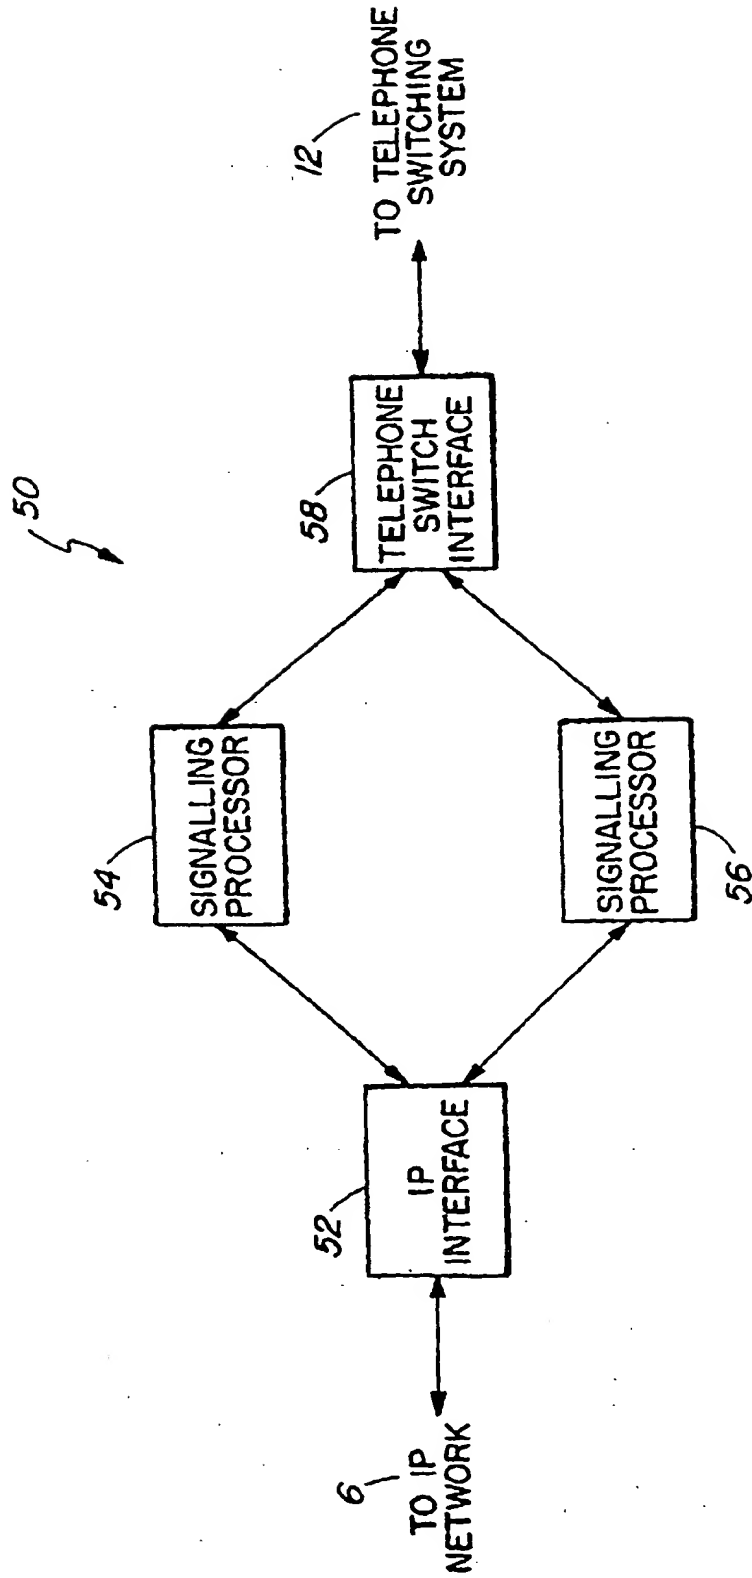 50
6
TO IP
NETWORK
52
IP
INTERFACE
54
SIGNALLING
PROCESSOR
SIGNALLING
PROCESSOR
56
58
TELEPHONE
SWITCH
INTERFACE
12
TO TELEPHONE
SWITCHING
SYSTEM